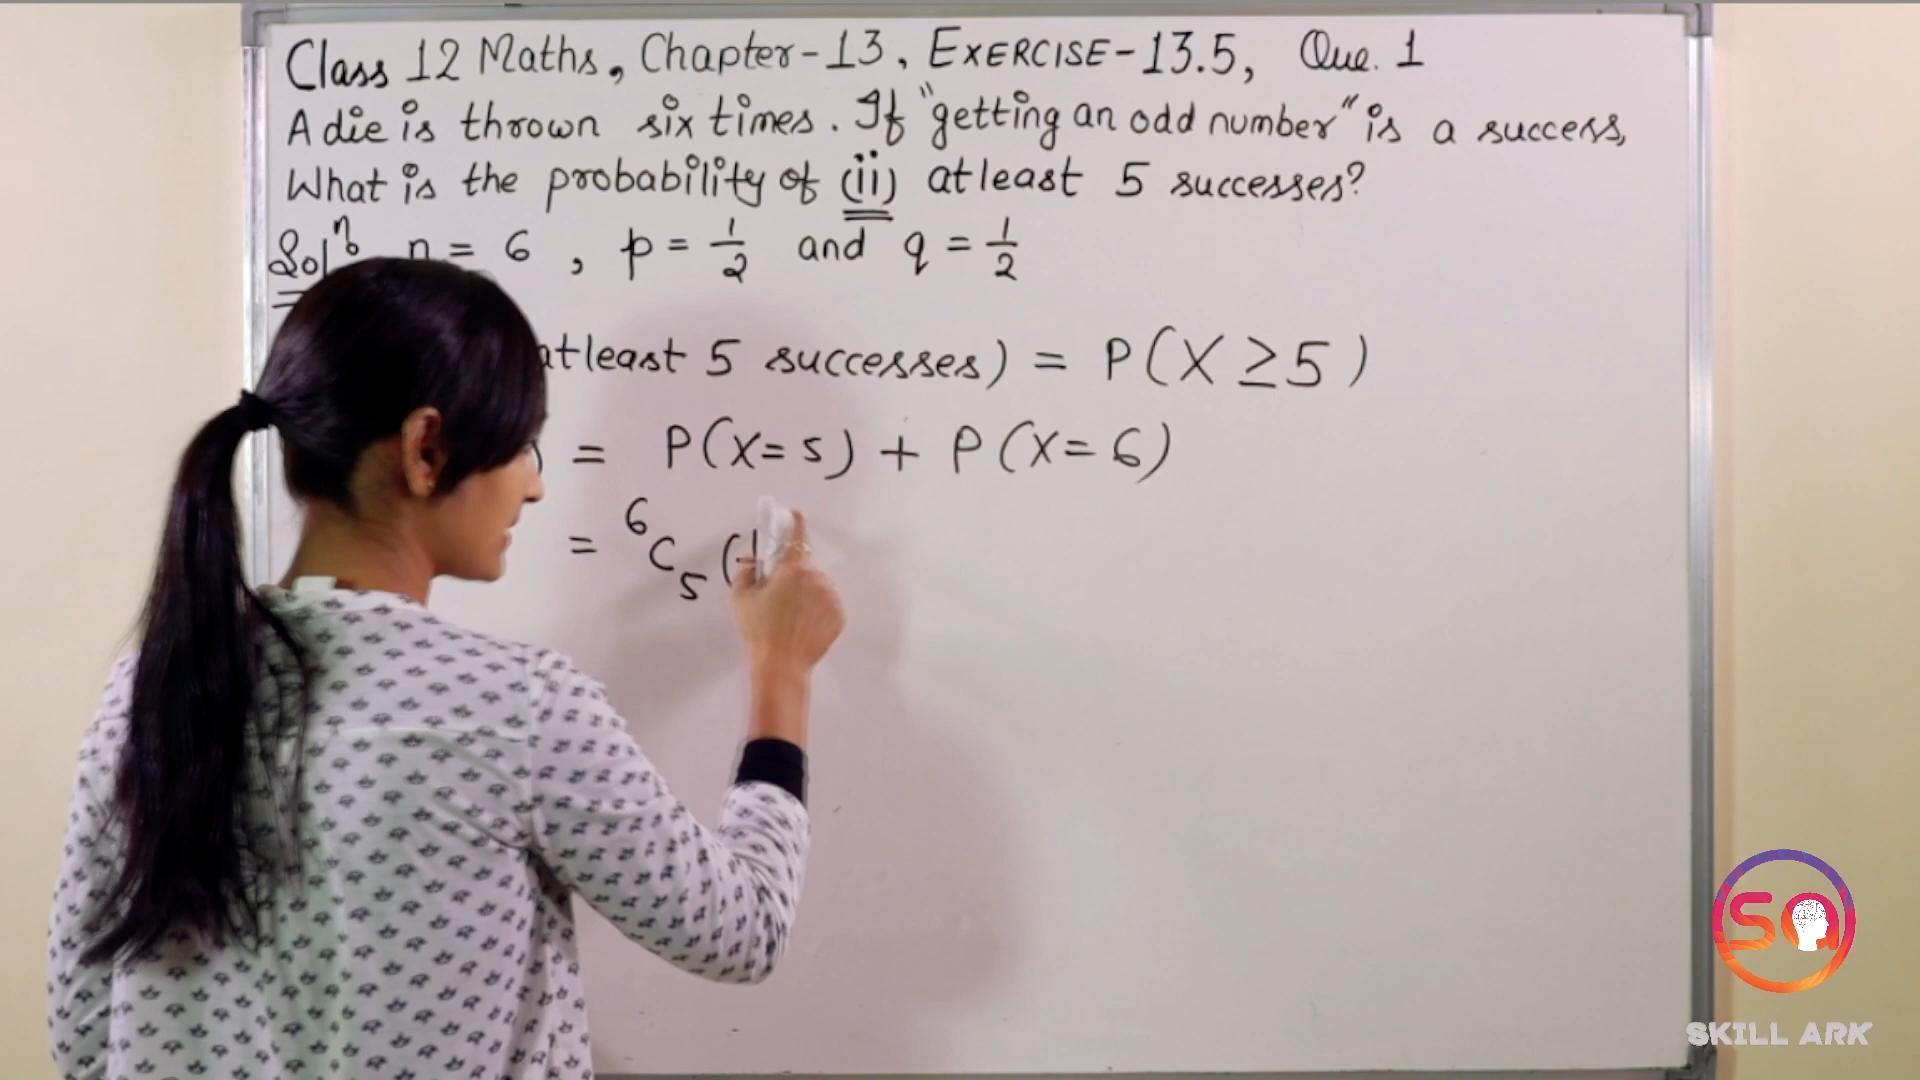 Class 12 Maths, Chapter-13, EXERCISE-13.5, Que. 1
A die is thrown six times. If "getting an odd number" is a success,
What is the probability of (ii) atleast 5 successes?
Solⁿ n = 6 , p = 1/2 and q = 1/2
atleast 5 successes) = P(X ≥ 5)
= P(X = 5) + P(X = 6)
= ⁶C₅ (
SA
SKILL ARK